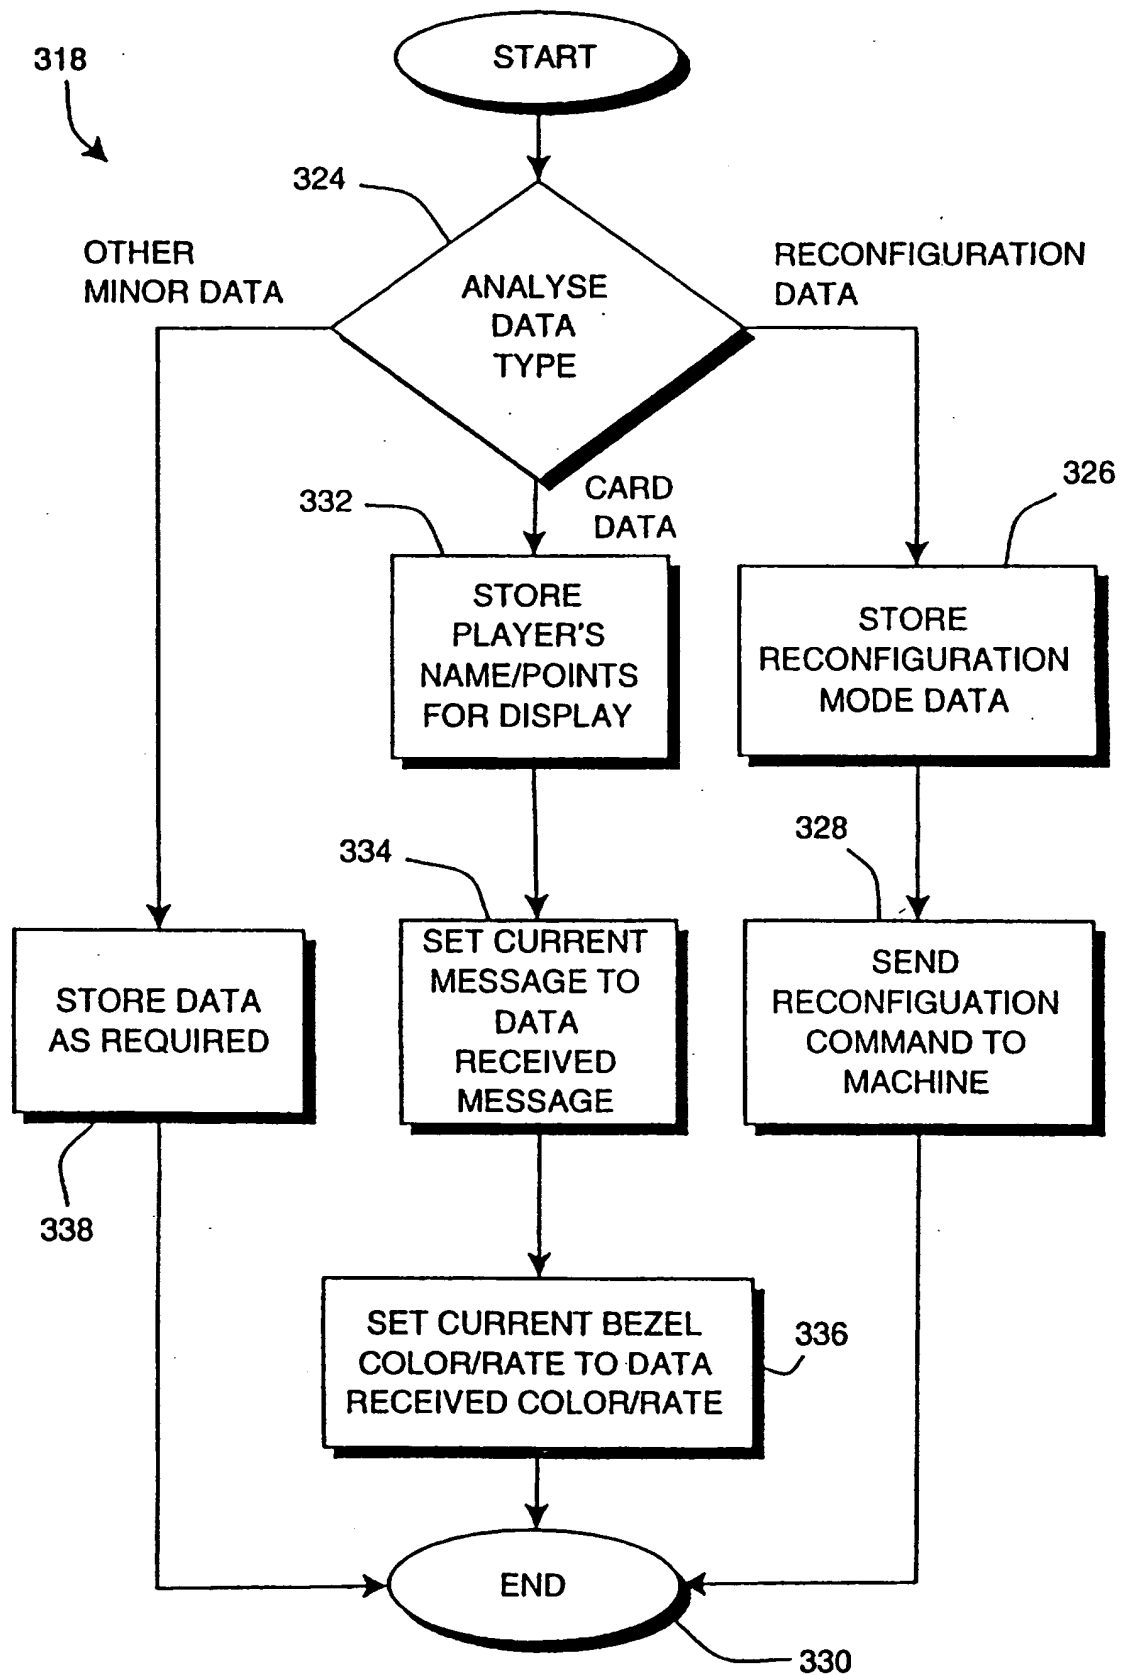 318
START
324
OTHER
MINOR DATA
RECONFIGURATION
DATA
ANALYSE
DATA
TYPE
CARD
DATA
332
326
STORE
PLAYER'S
NAME/POINTS
FOR DISPLAY
STORE
RECONFIGURATION
MODE DATA
334
328
STORE DATA
AS REQUIRED
SET CURRENT
MESSAGE TO
DATA
RECEIVED
MESSAGE
SEND
RECONFIGUATION
COMMAND TO
MACHINE
338
SET CURRENT BEZEL
COLOR/RATE TO DATA
RECEIVED COLOR/RATE
336
END
330